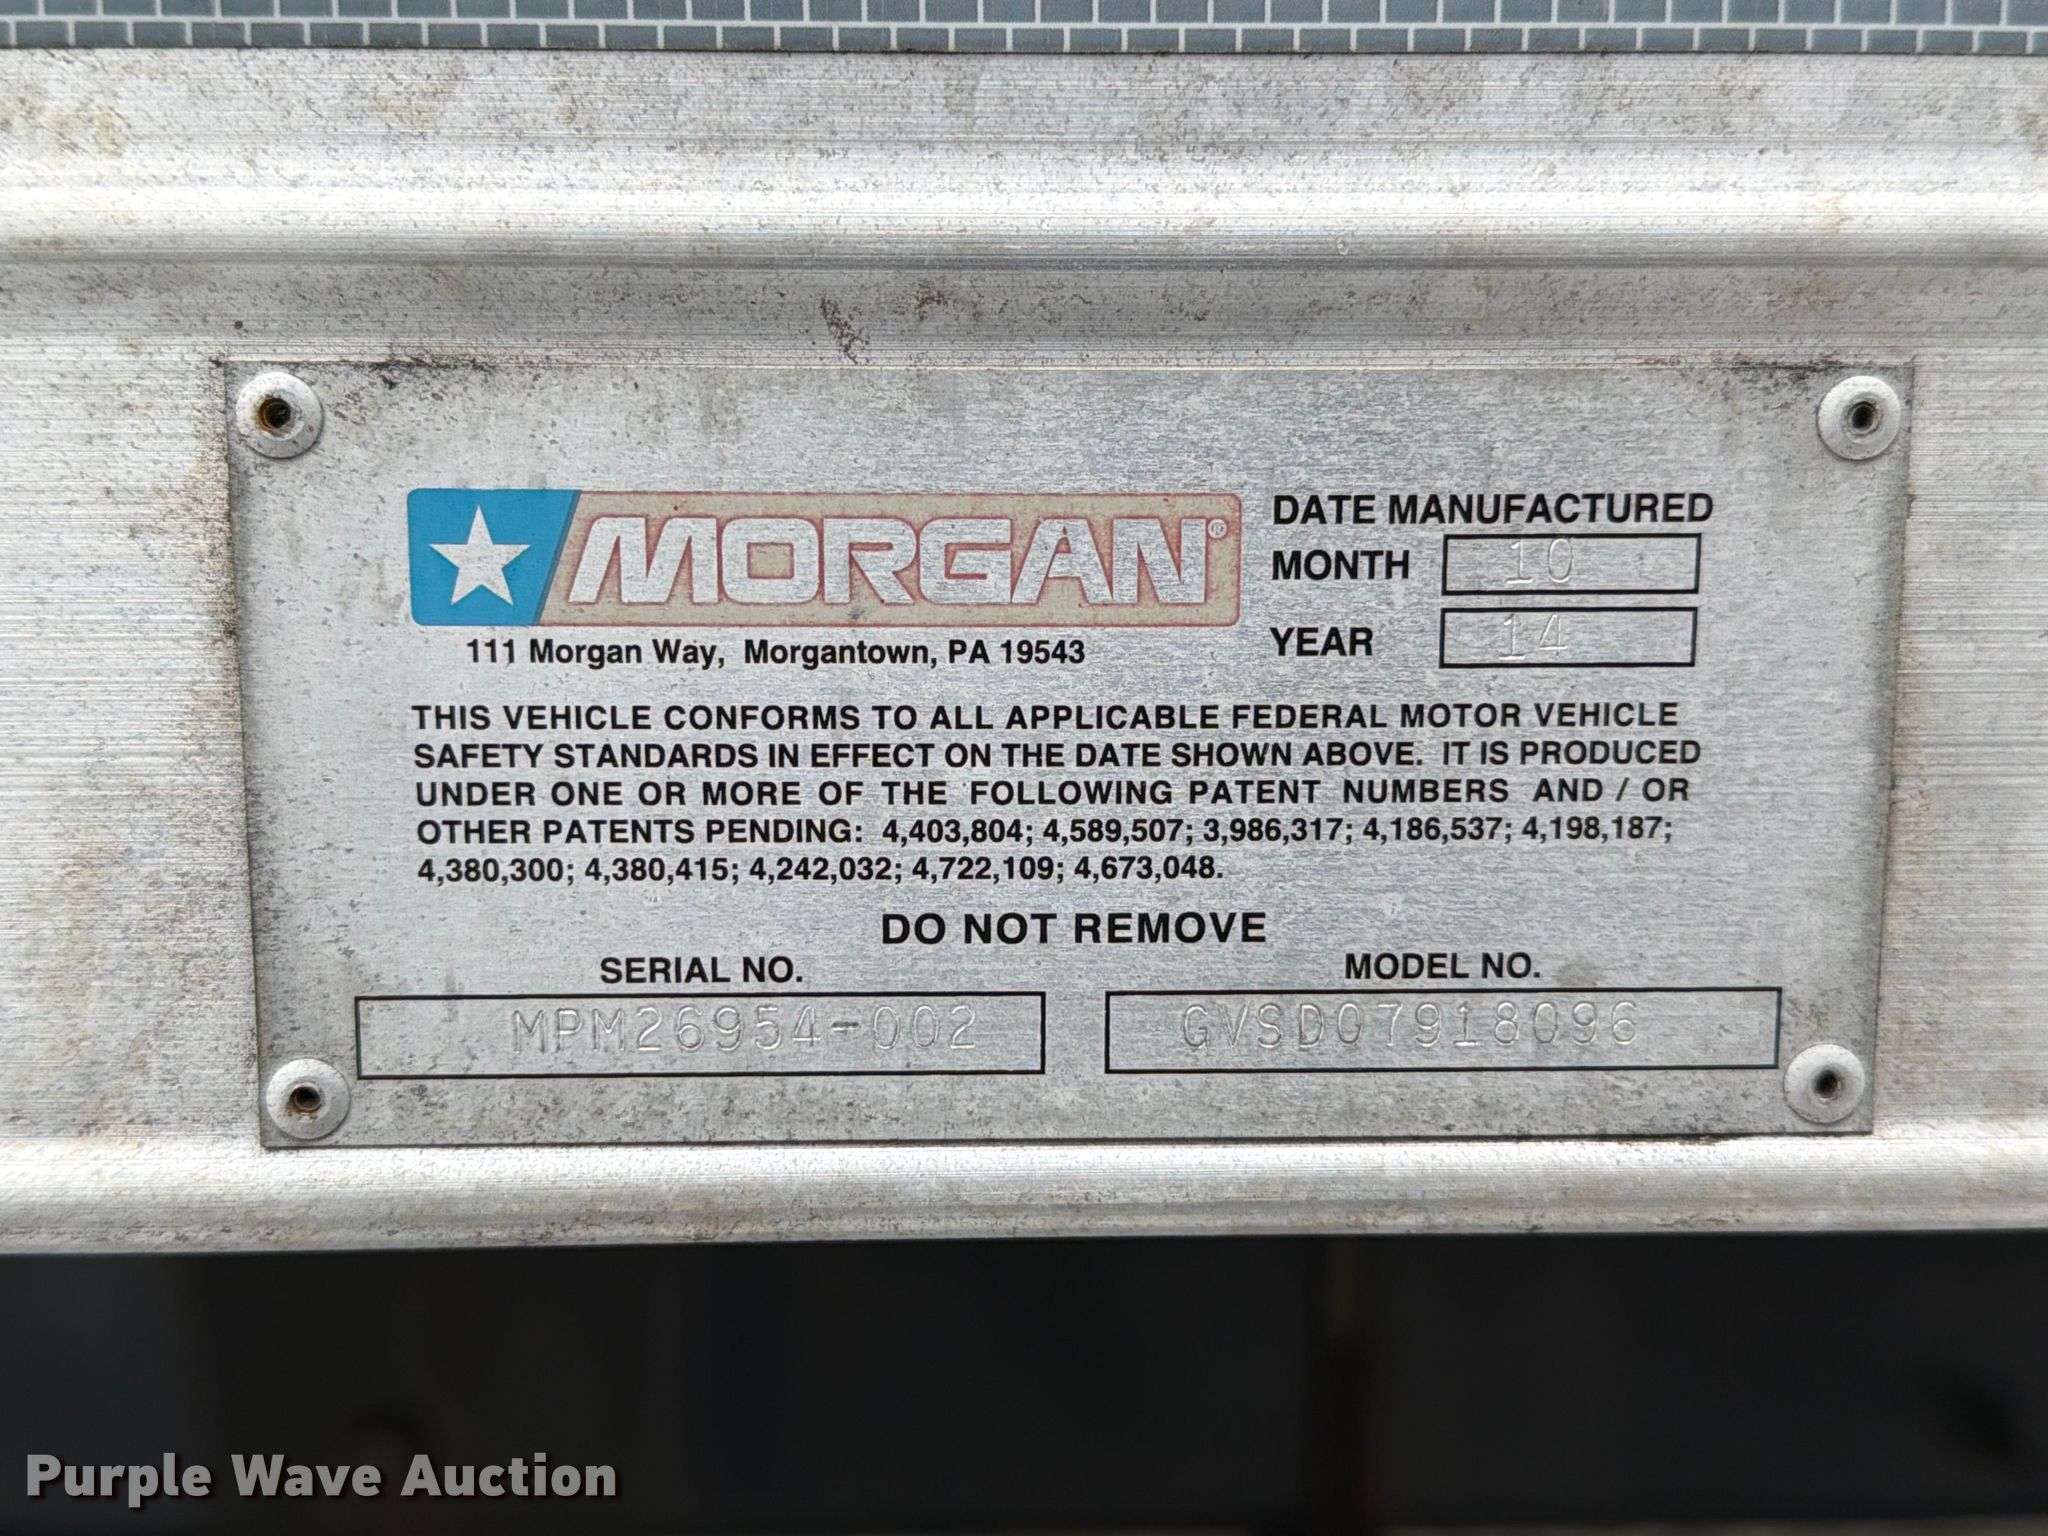 MORGAN®
111 Morgan Way, Morgantown, PA 19543
DATE MANUFACTURED
MONTH 10
YEAR 14
THIS VEHICLE CONFORMS TO ALL APPLICABLE FEDERAL MOTOR VEHICLE
SAFETY STANDARDS IN EFFECT ON THE DATE SHOWN ABOVE. IT IS PRODUCED
UNDER ONE OR MORE OF THE FOLLOWING PATENT NUMBERS AND / OR
OTHER PATENTS PENDING: 4,403,804; 4,589,507; 3,986,317; 4,186,537; 4,198,187;
4,380,300; 4,380,415; 4,242,032; 4,722,109; 4,673,048.
DO NOT REMOVE
SERIAL NO. MODEL NO.
MPM26954-002 GVSD07918096
Purple Wave Auction